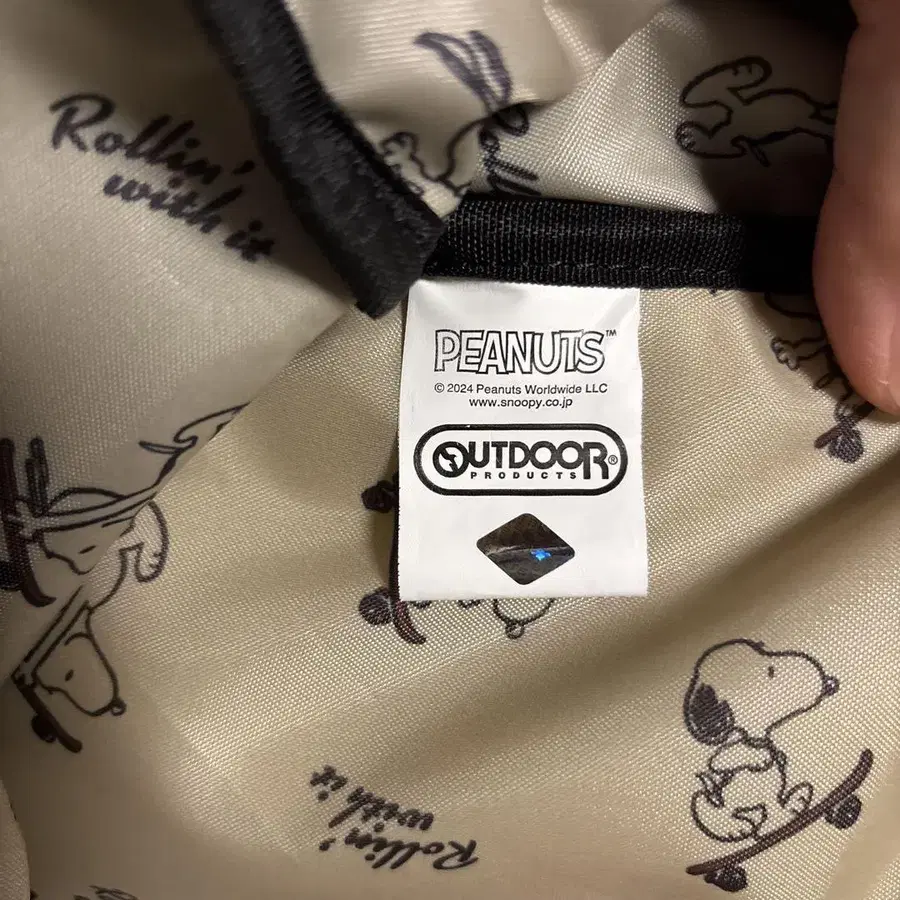 Rollin'
with it
PEANUTS™
© 2024 Peanuts Worldwide LLC
www.snoopy.co.jp
OUTDOOR®
PRODUCTS
Rollin'
with it